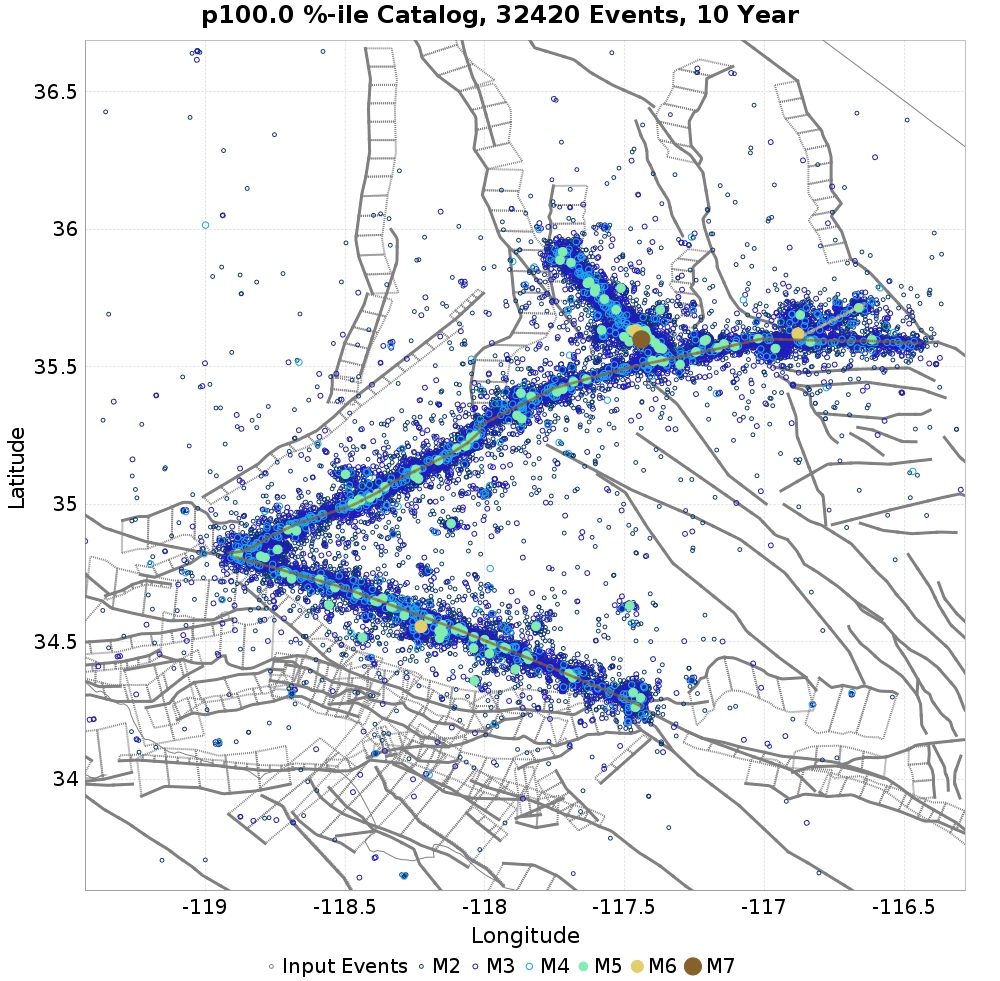 p100.0 %-ile Catalog, 32420 Events, 10 Year
Latitude
36.5
36
35.5
35
34.5
34
-119 -118.5 -118 -117.5 -117 -116.5
Longitude
Input Events M2 M3 M4 M5 M6 M7